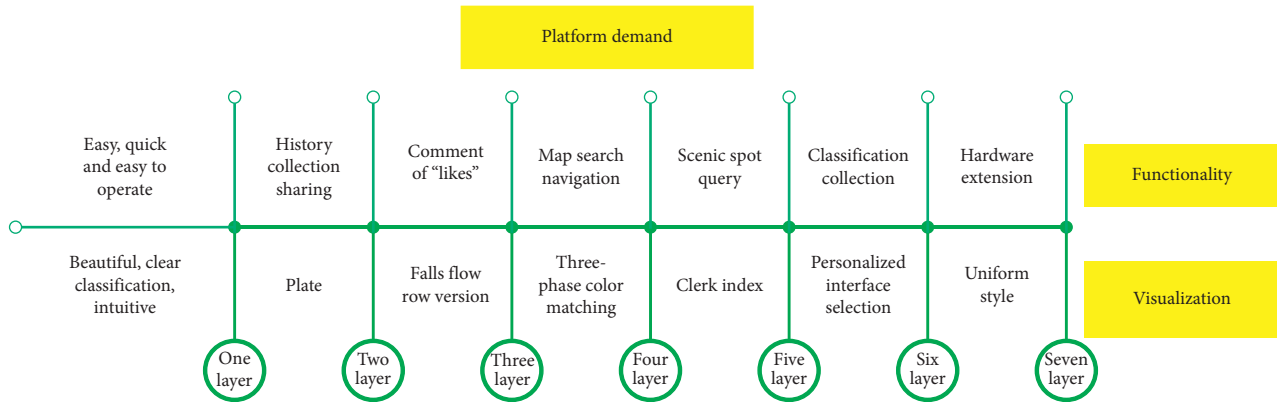 Platform demand
Easy, quick
and easy to
operate
History
collection
sharing
Comment
of “likes”
Map search
navigation
Scenic spot
query
Classification
collection
Hardware
extension
Functionality
Beautiful, clear
classification,
intuitive
Plate
Falls flow
row version
Three-
phase color
matching
Clerk index
Personalized
interface
selection
Uniform
style
Visualization
One
layer
Two
layer
Three
layer
Four
layer
Five
layer
Six
layer
Seven
layer